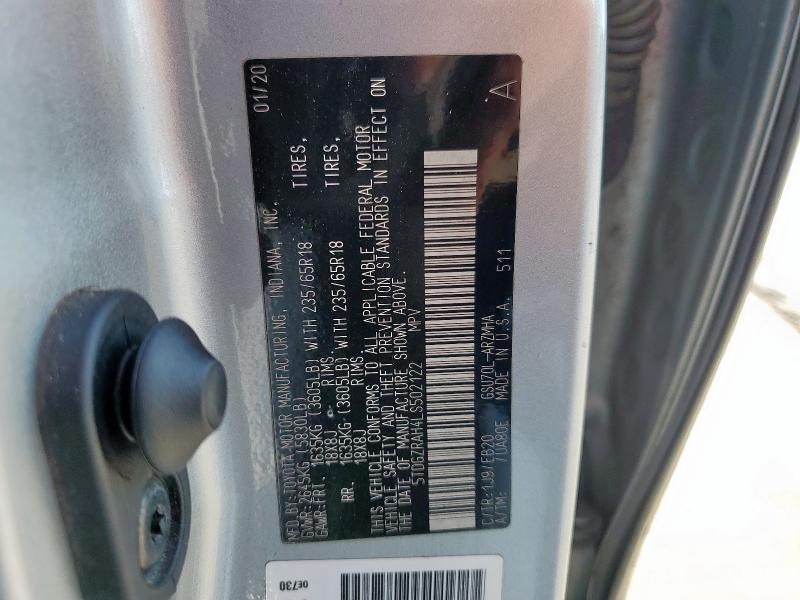 MFD.BY:TOYOTA MOTOR MANUFACTURING, INDIANA, INC. 01/20
GVWR:2645KG (5830LB)
GAWR:FRT. 1635KG (3605LB) WITH 235/65R18 TIRES,
18X8J RIMS,
RR. 1635KG (3605LB) WITH 235/65R18 TIRES,
18X8J RIMS.
THIS VEHICLE CONFORMS TO ALL APPLICABLE FEDERAL MOTOR
VEHICLE SAFETY AND THEFT PREVENTION STANDARDS IN EFFECT ON
THE DATE OF MANUFACTURE SHOWN ABOVE.
5TDGZRAH4LS502122 MPV
A
C/TR:1J9/EB20 GSU70L-ARZMHA
A/TM: /UA80E MADE IN U.S.A. 511
0E730